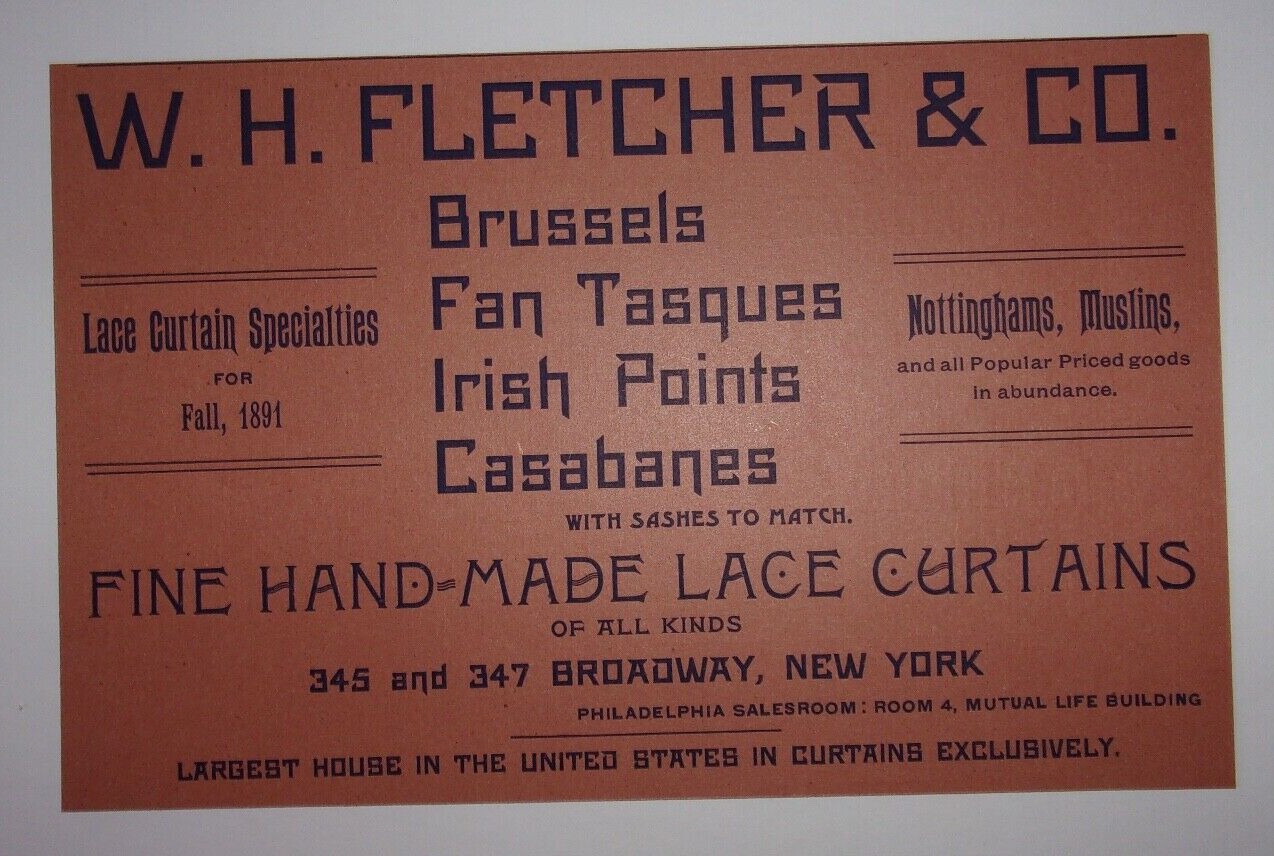 W. H. FLETCHER & CO.
Brussels
Fan Tasques
Irish Points
Casabanes
WITH SASHES TO MATCH.
Lace Curtain Specialties
FOR
Fall, 1891
Nottinghams, Muslins,
and all Popular Priced goods
in abundance.
FINE HAND-MADE LACE CURTAINS
OF ALL KINDS
345 and 347 BROADWAY, NEW YORK
PHILADELPHIA SALESROOM: ROOM 4, MUTUAL LIFE BUILDING
LARGEST HOUSE IN THE UNITED STATES IN CURTAINS EXCLUSIVELY.